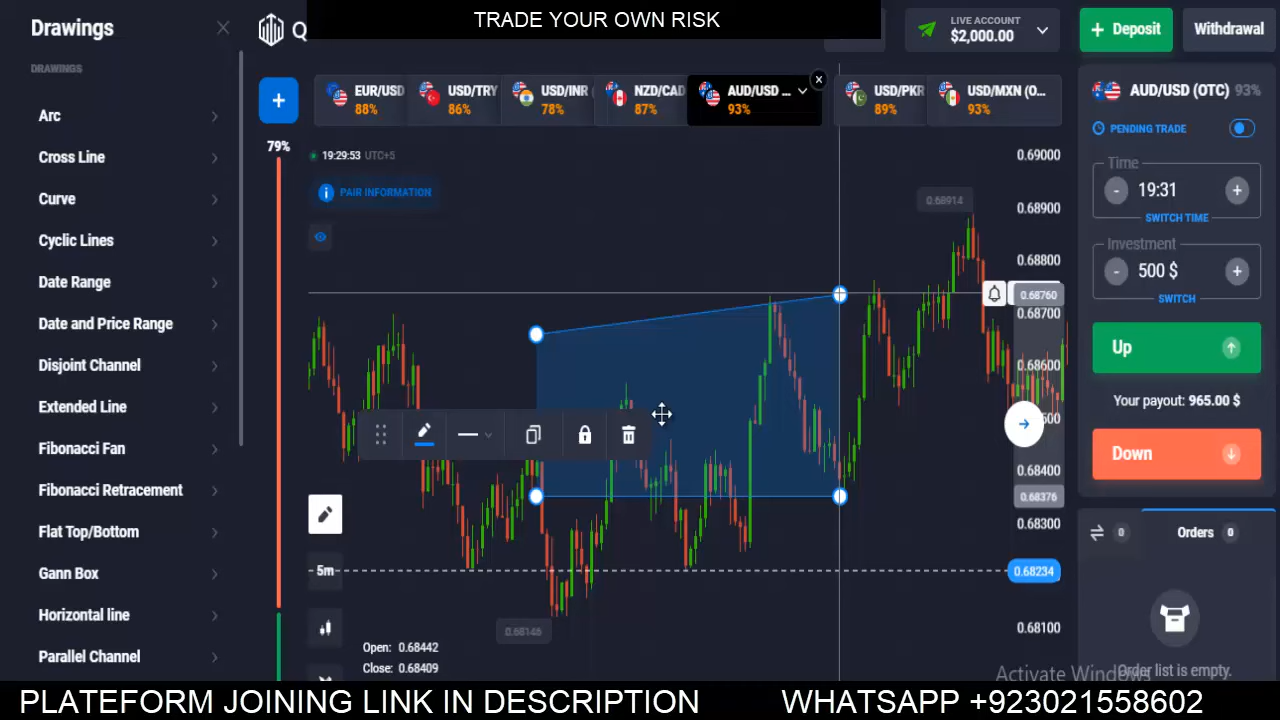 TRADE YOUR OWN RISK
Drawings
DRAWINGS
Arc
Cross Line
Curve
Cyclic Lines
Date Range
Date and Price Range
Disjoint Channel
Extended Line
Fibonacci Fan
Fibonacci Retracement
Flat Top/Bottom
Gann Box
Horizontal line
Parallel Channel
Q
LIVE ACCOUNT
$2,000.00
+ Deposit
Withdrawal
+
EUR/USD
88%
USD/TRY
86%
USD/INR (
78%
NZD/CAD
87%
AUD/USD ...
93%
x
USD/PKR
89%
USD/MXN (O...
93%
79%
19:29:53 UTC+5
PAIR INFORMATION
0.68914
0.69000
0.68900
0.68800
0.68760
0.68700
0.68600
500
0.68400
0.68376
0.68300
0.68234
0.68100
5m
0.68146
Open: 0.68442
Close: 0.68409
AUD/USD (OTC) 93%
PENDING TRADE
Time
- 19:31 +
SWITCH TIME
Investment
- 500 $ +
SWITCH
Up
Your payout: 965.00 $
Down
0
Orders 0
Activate Windows
Order list is empty.
PLATEFORM JOINING LINK IN DESCRIPTION
WHATSAPP +923021558602